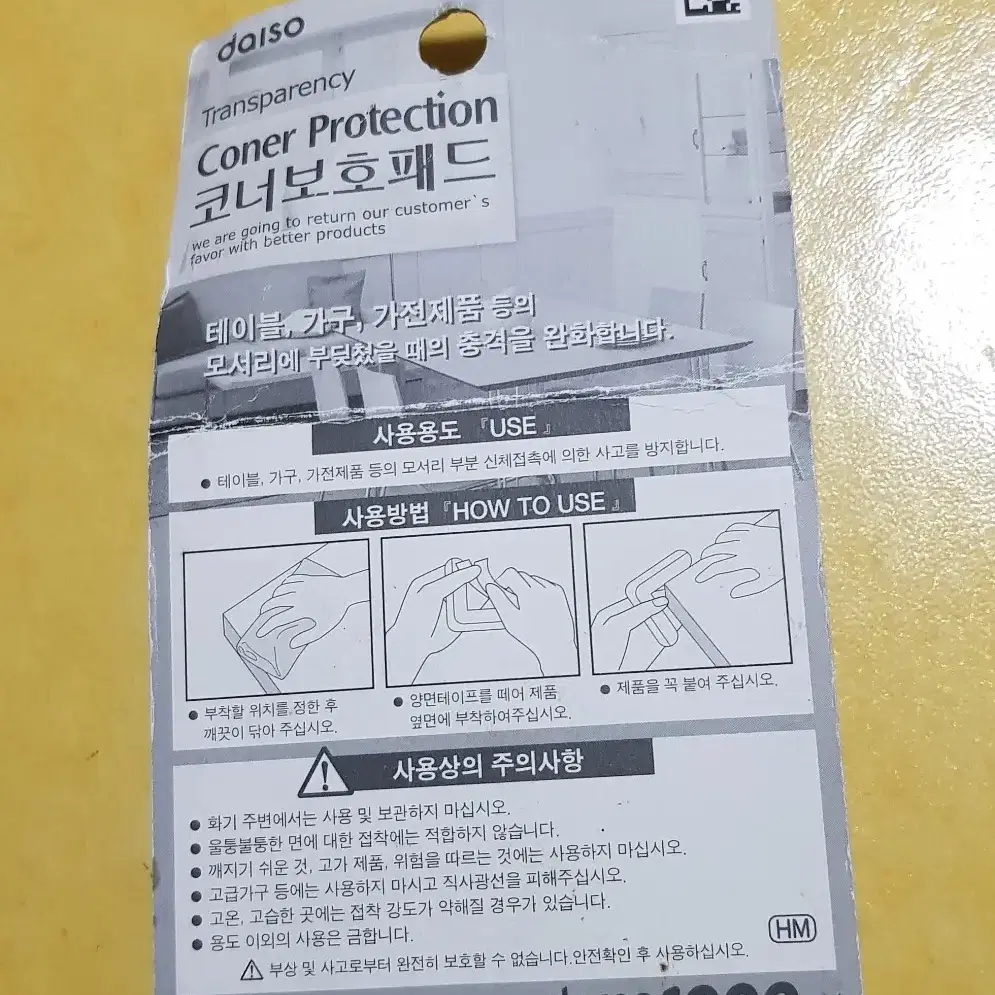 daiso
Transparency
Coner Protection
코너보호패드
we are going to return our customer`s
favor with better products
테이블, 가구, 가전제품 등의
모서리에 부딪쳤을 때의 충격을 완화합니다.
사용용도 『USE』
● 테이블, 가구, 가전제품 등의 모서리 부분 신체접촉에 의한 사고를 방지합니다.
사용방법 『HOW TO USE』
● 부착할 위치를 정한 후
깨끗이 닦아 주십시오.
● 양면테이프를 떼어 제품
옆면에 부착하여주십시오.
● 제품을 꼭 붙여 주십시오.
사용상의 주의사항
● 화기 주변에서는 사용 및 보관하지 마십시오.
● 울퉁불퉁한 면에 대한 접착에는 적합하지 않습니다.
● 깨지기 쉬운 것, 고가 제품, 위험을 따르는 것에는 사용하지 마십시오.
● 고급가구 등에는 사용하지 마시고 직사광선을 피해주십시오.
● 고온, 고습한 곳에는 접착 강도가 약해질 경우가 있습니다.
● 용도 이외의 사용은 금합니다.
HM
⚠ 부상 및 사고로부터 완전히 보호할 수 없습니다.안전확인 후 사용하십시오.